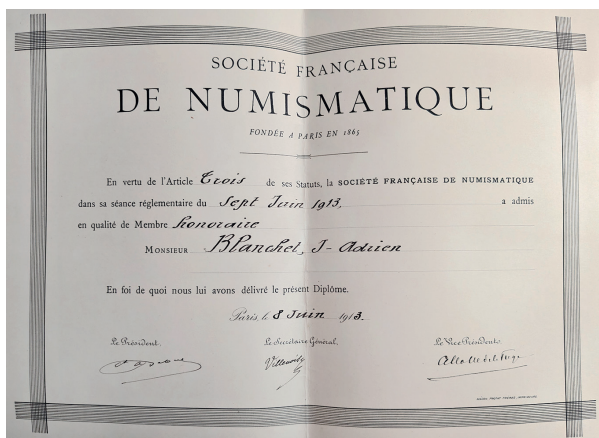 SOCIÉTÉ FRANÇAISE
DE NUMISMATIQUE
FONDÉE A PARIS EN 1865
En vertu de l'Article Trois de ses Statuts, la SOCIÉTÉ FRANÇAISE DE NUMISMATIQUE
dans sa séance réglementaire du Sept Juin 1913, a admis
en qualité de Membre honoraire
MONSIEUR Blanchet, J-Adrien
En foi de quoi nous lui avons délivré le présent Diplôme.
Paris le 8 Juin 1913.
Le Président. Le Secrétaire Général. Le Vice Président.